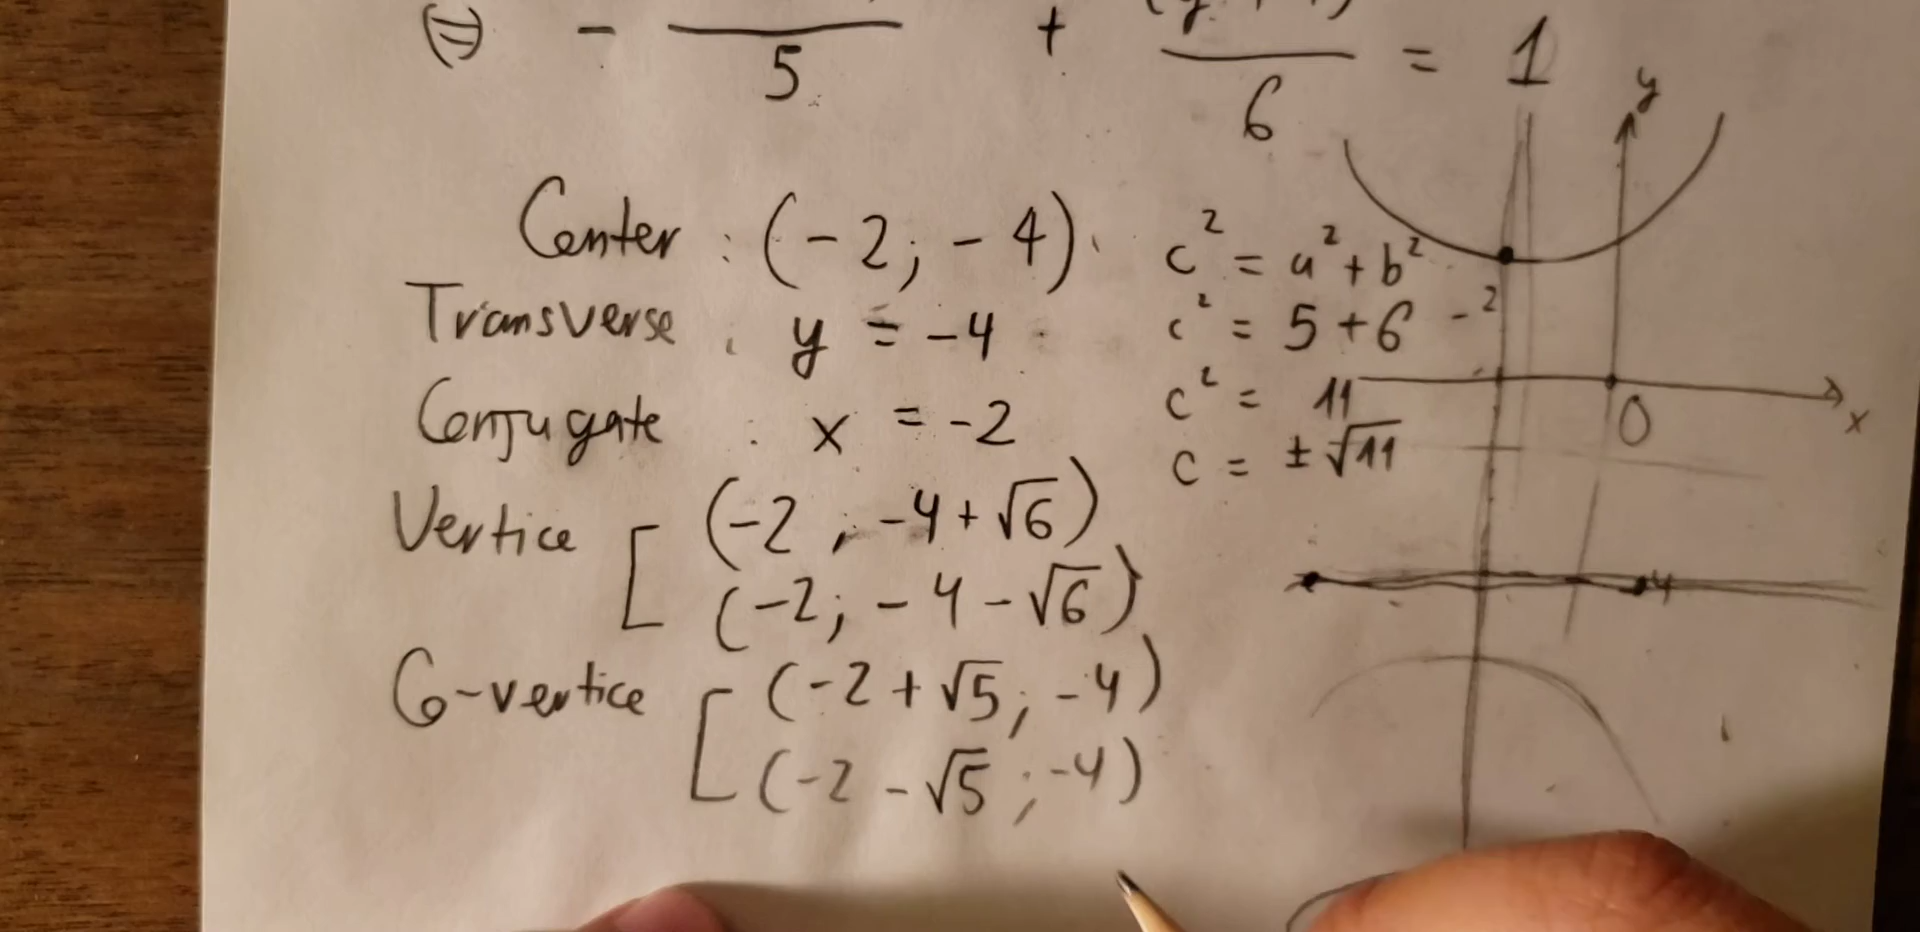 (=) - ⁄5 + ⁄6 = 1
Center : (-2; -4)
Transverse : y = -4
Conjugate : x = -2
Vertice [ (-2 ; -4 + √6)
(-2; -4 - √6)
Co-vertice [ (-2 + √5; -4)
(-2 - √5 ; -4)
c² = a² + b²
c² = 5 + 6
c² = 11
c = ± √11
y
-2
0
x
-4